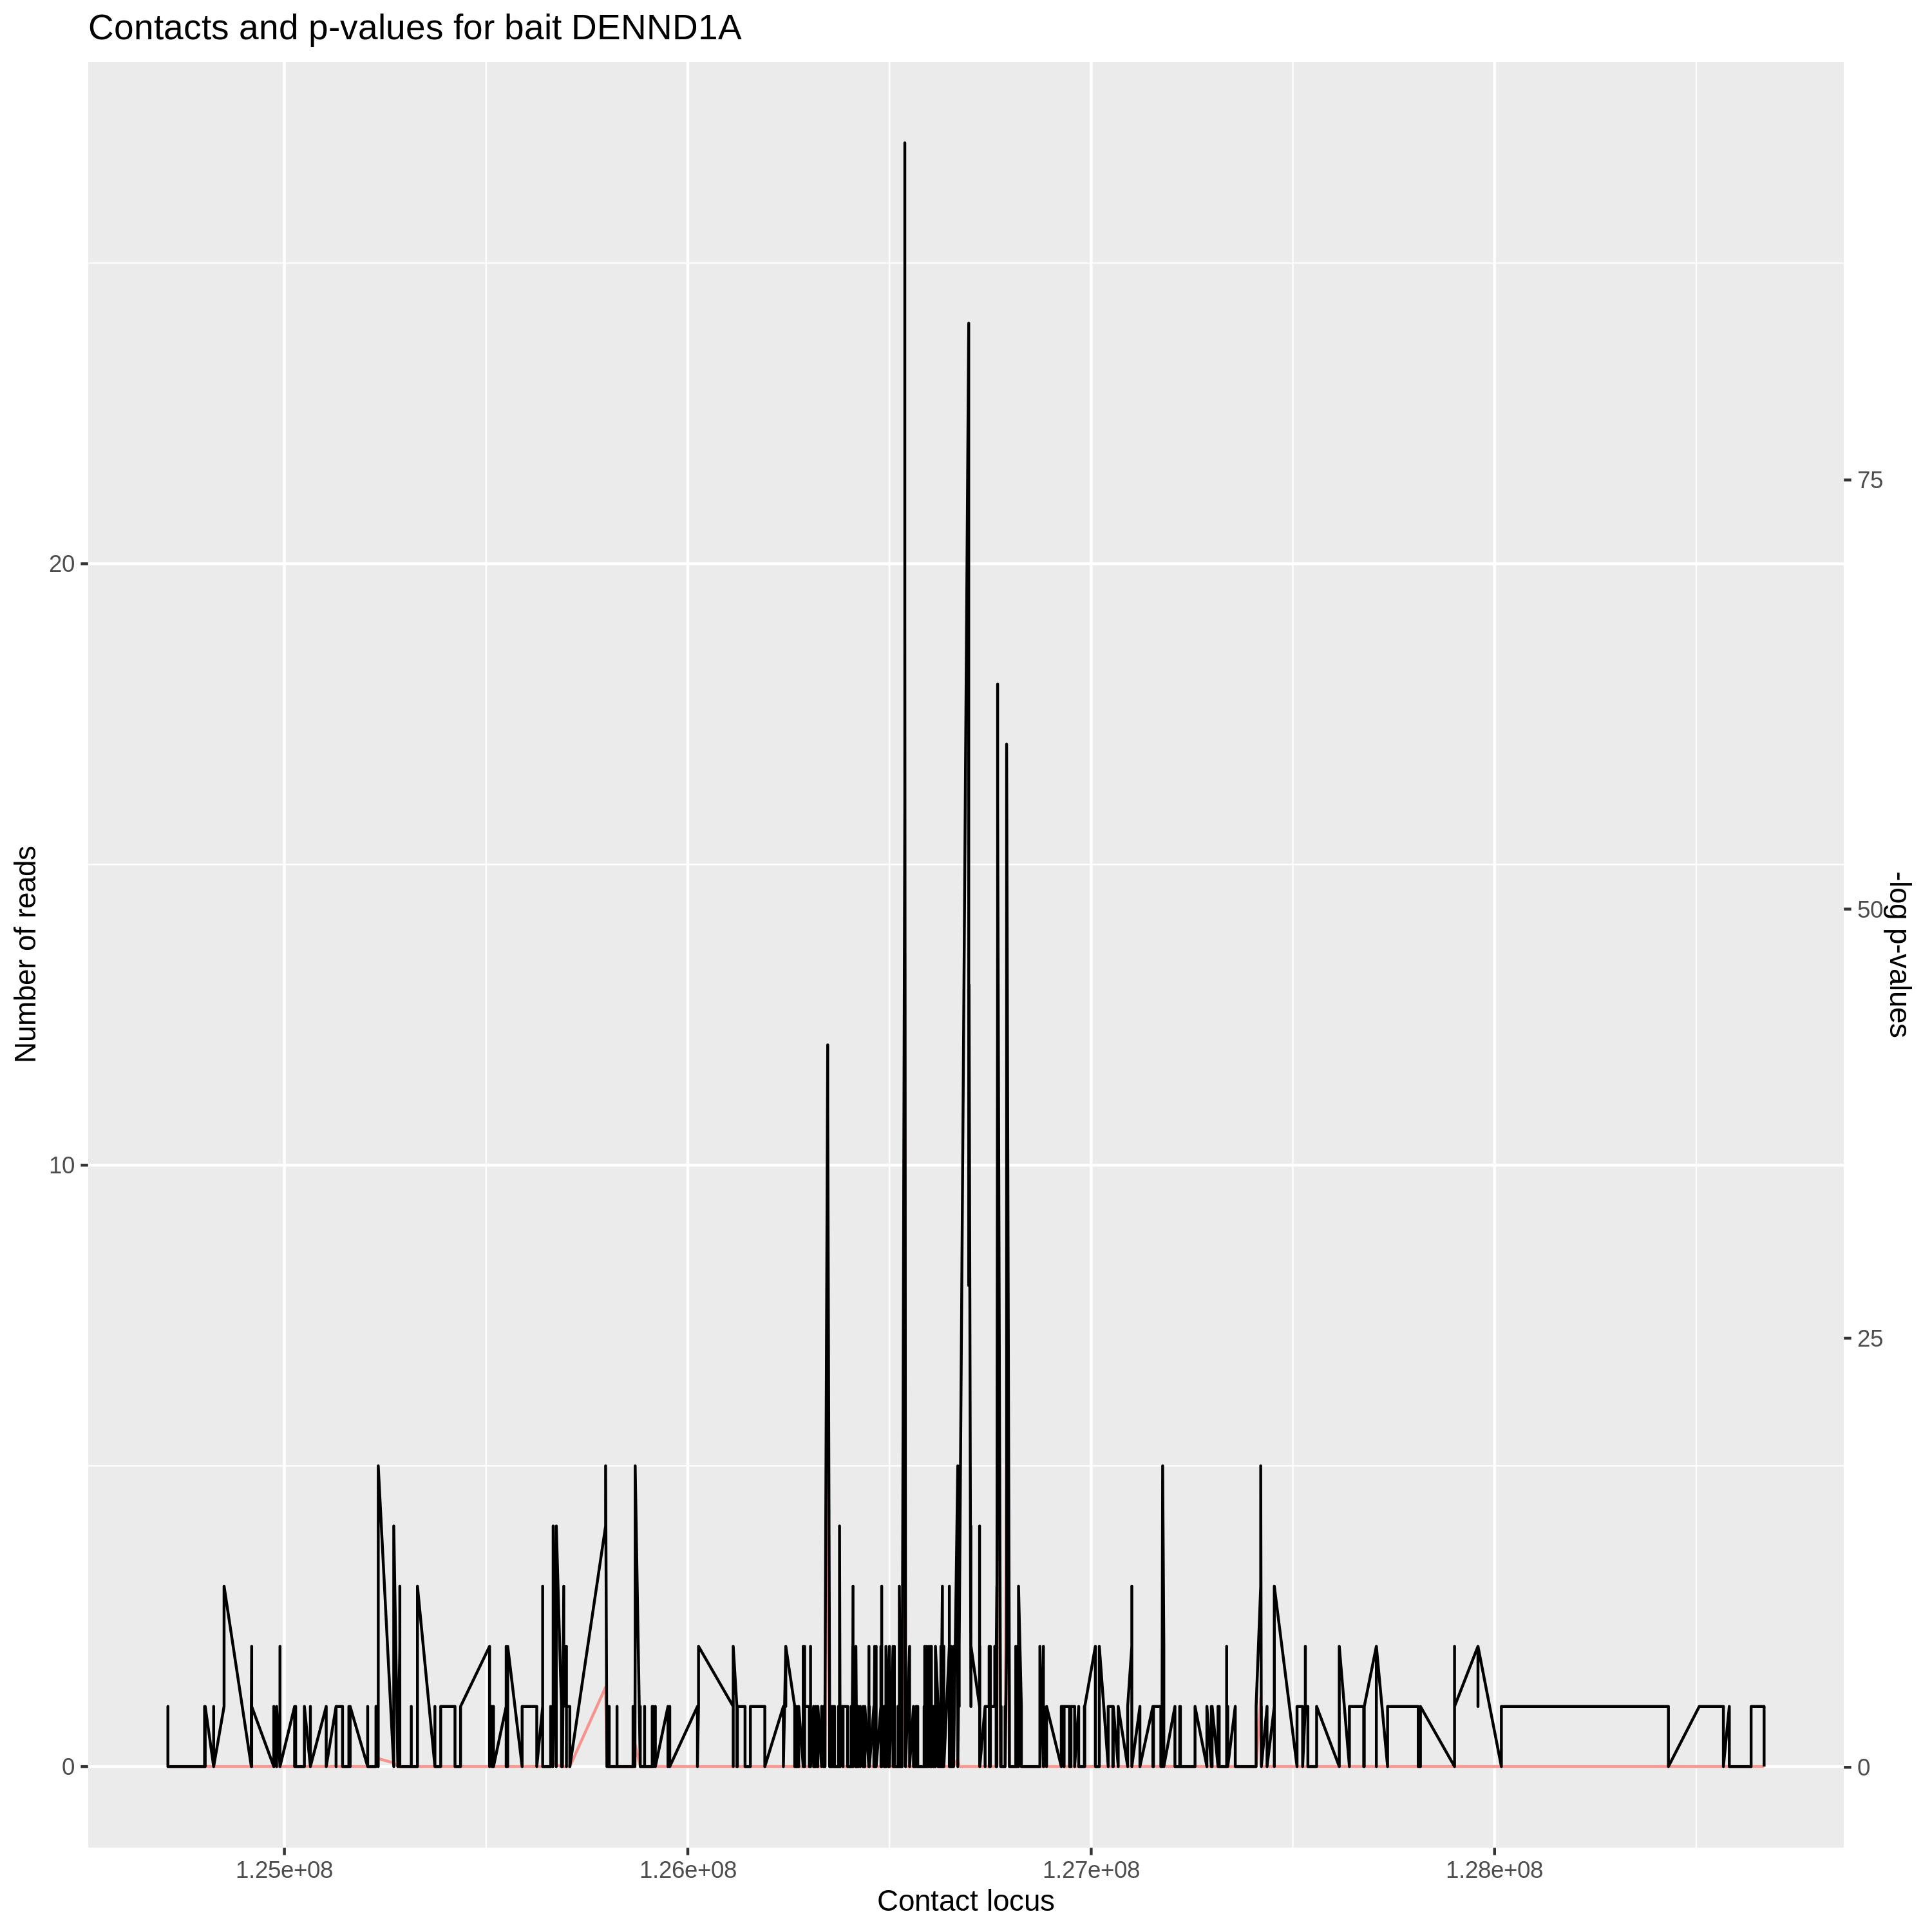 Contacts and p-values for bait DENND1A
Number of reads
20
10
0
75
50
25
0
-log p-values
1.25e+08 1.26e+08 1.27e+08 1.28e+08
Contact locus